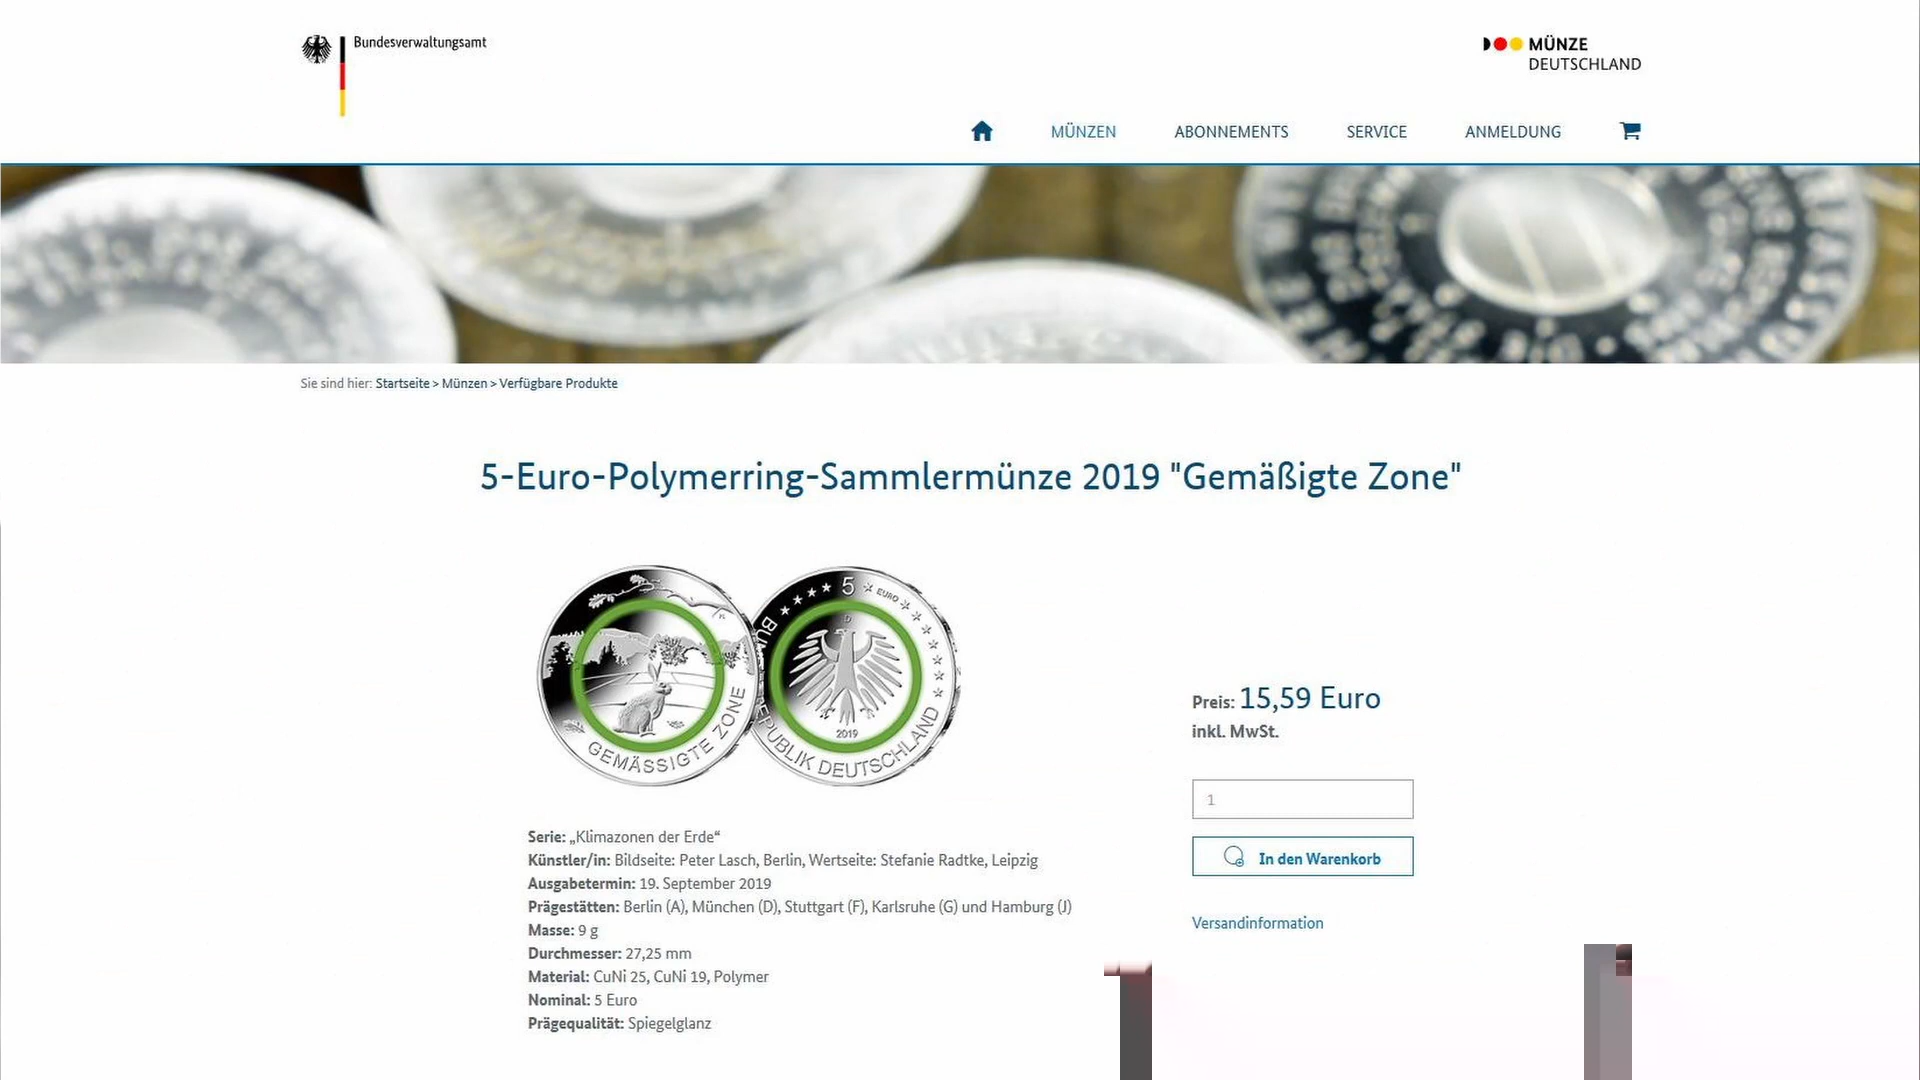 Bundesverwaltungsamt
MÜNZE
DEUTSCHLAND
MÜNZEN ABONNEMENTS SERVICE ANMELDUNG
Sie sind hier: Startseite > Münzen > Verfügbare Produkte
5-Euro-Polymerring-Sammlermünze 2019 "Gemäßigte Zone"
GEMÄSSIGTE ZONE
5 EURO
D
2019
REPUBLIK DEUTSCHLAND
Preis: 15,59 Euro
inkl. MwSt.
1
In den Warenkorb
Versandinformation
Serie: „Klimazonen der Erde“
Künstler/in: Bildseite: Peter Lasch, Berlin, Wertseite: Stefanie Radtke, Leipzig
Ausgabetermin: 19. September 2019
Prägestätten: Berlin (A), München (D), Stuttgart (F), Karlsruhe (G) und Hamburg (J)
Masse: 9 g
Durchmesser: 27,25 mm
Material: CuNi 25, CuNi 19, Polymer
Nominal: 5 Euro
Prägequalität: Spiegelglanz